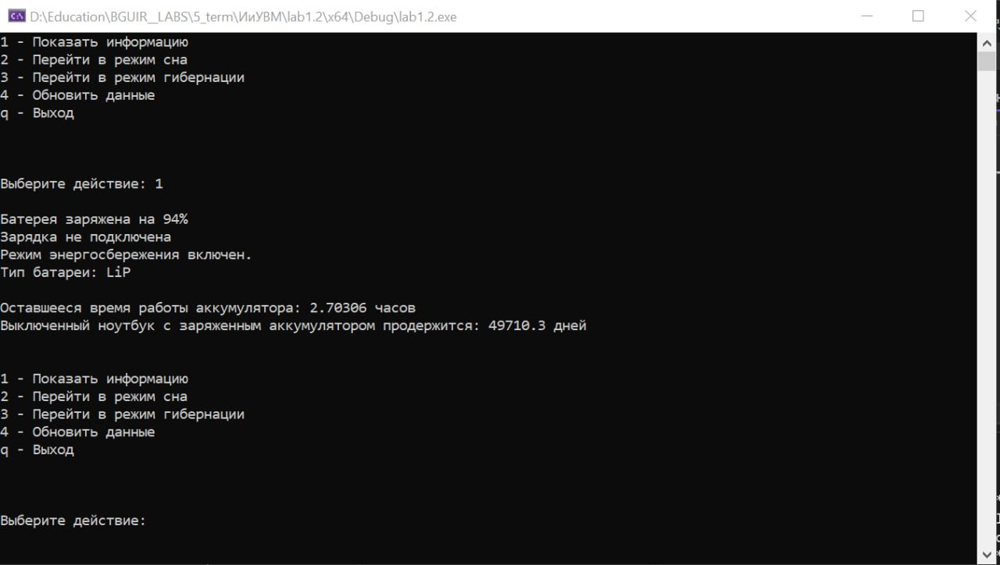 D:\Education\BGUIR__LABS\5_term\ИиУВМ\lab1.2\x64\Debug\lab1.2.exe
1 - Показать информацию
2 - Перейти в режим сна
3 - Перейти в режим гибернации
4 - Обновить данные
q - Выход
Выберите действие: 1
Батерея заряжена на 94%
Зарядка не подключена
Режим энергосбережения включен.
Тип батареи: LiP
Оставшееся время работы аккумулятора: 2.70306 часов
Выключенный ноутбук с заряженным аккумулятором продержится: 49710.3 дней
1 - Показать информацию
2 - Перейти в режим сна
3 - Перейти в режим гибернации
4 - Обновить данные
q - Выход
Выберите действие: